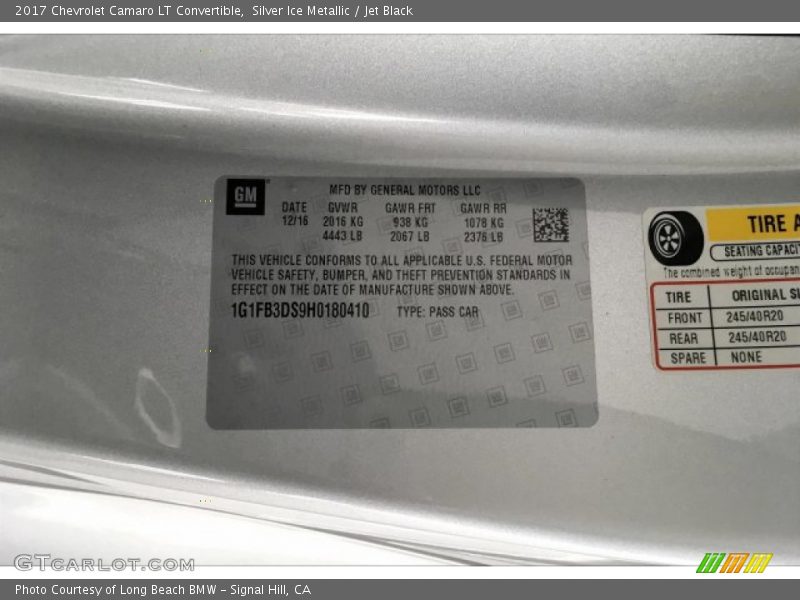 2017 Chevrolet Camaro LT Convertible,  Silver Ice Metallic / Jet Black
GM
MFD BY GENERAL MOTORS LLC
DATE GVWR GAWR FRT GAWR RR
12/16 2016 KG 938 KG 1078 KG
4443 LB 2067 LB 2376 LB
THIS VEHICLE CONFORMS TO ALL APPLICABLE U.S. FEDERAL MOTOR
VEHICLE SAFETY, BUMPER, AND THEFT PREVENTION STANDARDS IN
EFFECT ON THE DATE OF MANUFACTURE SHOWN ABOVE.
1G1FB3DS9H0180410 TYPE: PASS CAR
TIRE A
SEATING CAPACIT
The combined weight of occupan
TIRE ORIGINAL SI
FRONT 245/40R20
REAR 245/40R20
SPARE NONE
GTcarlot.com
Photo Courtesy of Long Beach BMW – Signal Hill, CA